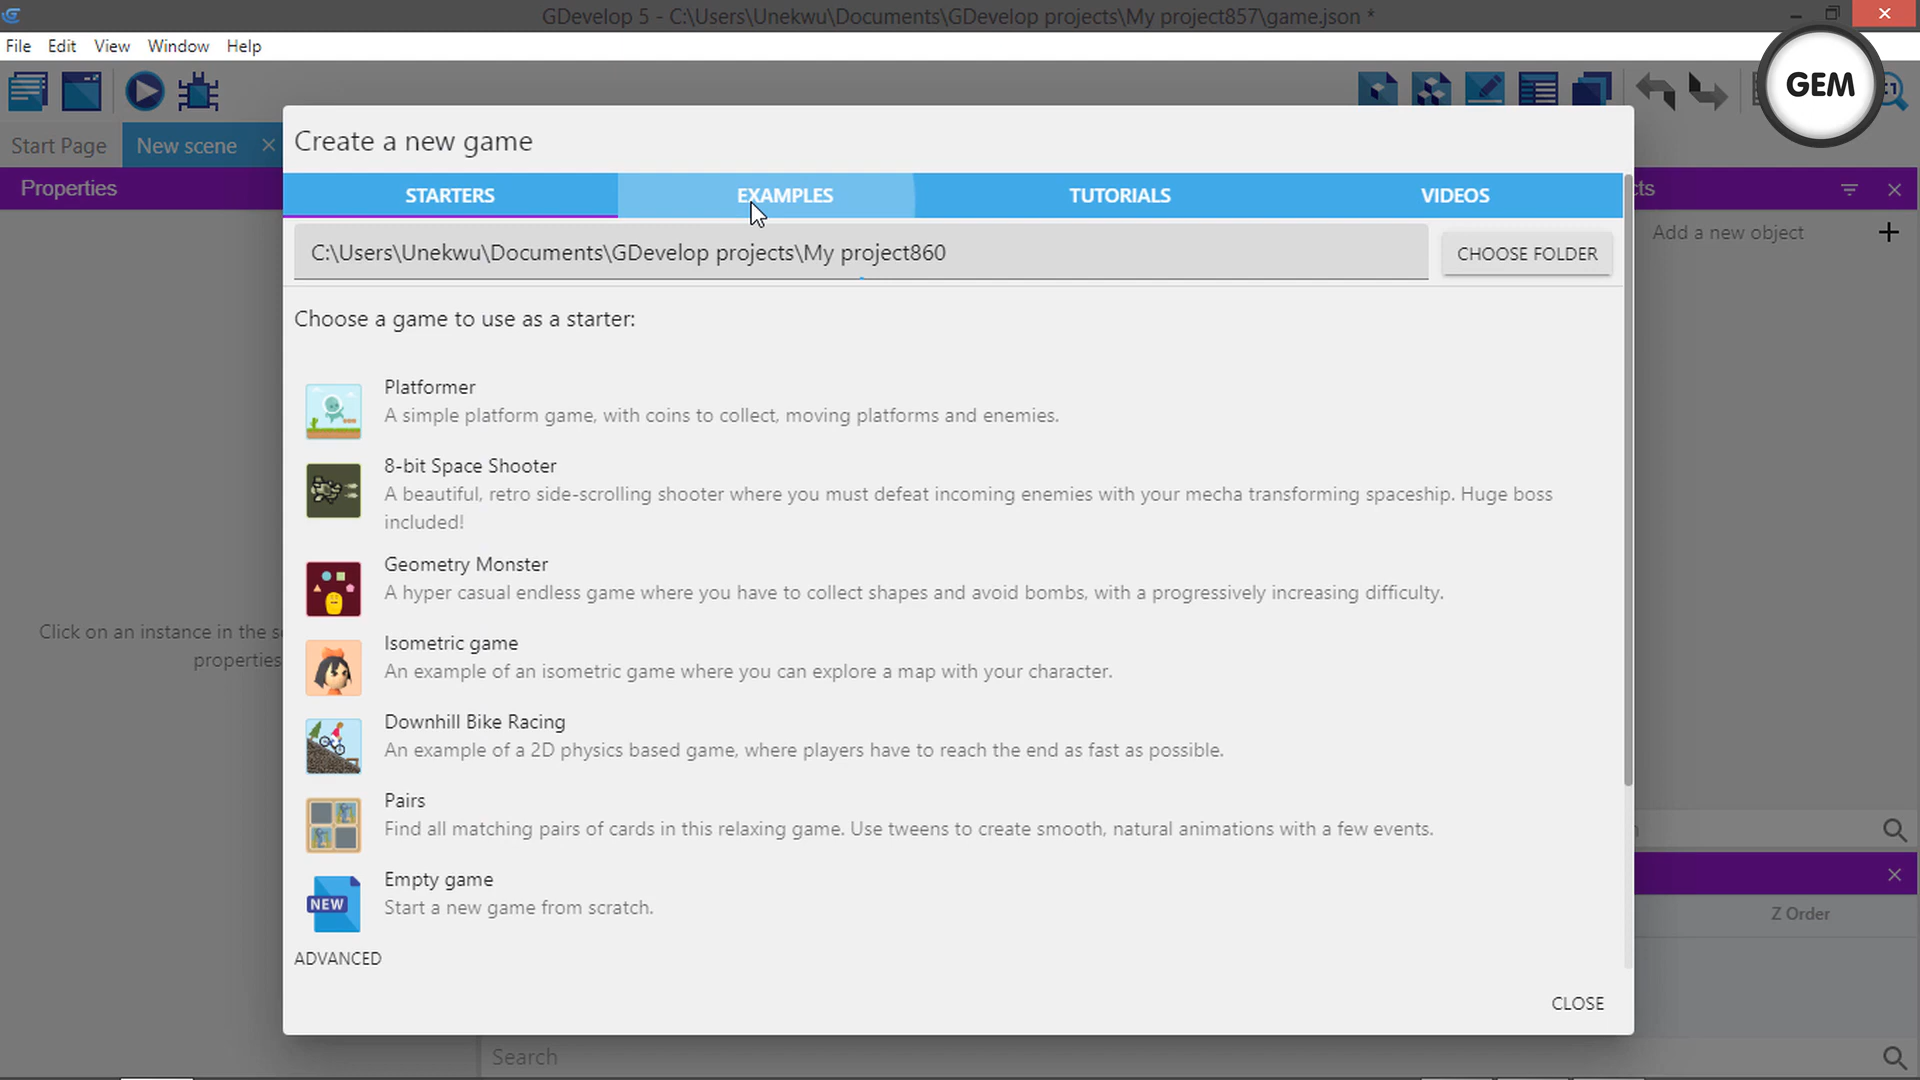 GDevelop 5 - C:\Users\Unekwu\Documents\GDevelop projects\My project857\game.json *
File Edit View Window Help
GEM
Start Page New scene
Create a new game
Properties
STARTERS EXAMPLES TUTORIALS VIDEOS
cts
C:\Users\Unekwu\Documents\GDevelop projects\My project860
CHOOSE FOLDER
Add a new object
Choose a game to use as a starter:
Platformer
A simple platform game, with coins to collect, moving platforms and enemies.
8-bit Space Shooter
A beautiful, retro side-scrolling shooter where you must defeat incoming enemies with your mecha transforming spaceship. Huge boss
included!
Geometry Monster
A hyper casual endless game where you have to collect shapes and avoid bombs, with a progressively increasing difficulty.
Click on an instance in the s
properties
Isometric game
An example of an isometric game where you can explore a map with your character.
Downhill Bike Racing
An example of a 2D physics based game, where players have to reach the end as fast as possible.
Pairs
Find all matching pairs of cards in this relaxing game. Use tweens to create smooth, natural animations with a few events.
NEW
Empty game
Start a new game from scratch.
Z Order
ADVANCED
CLOSE
Search